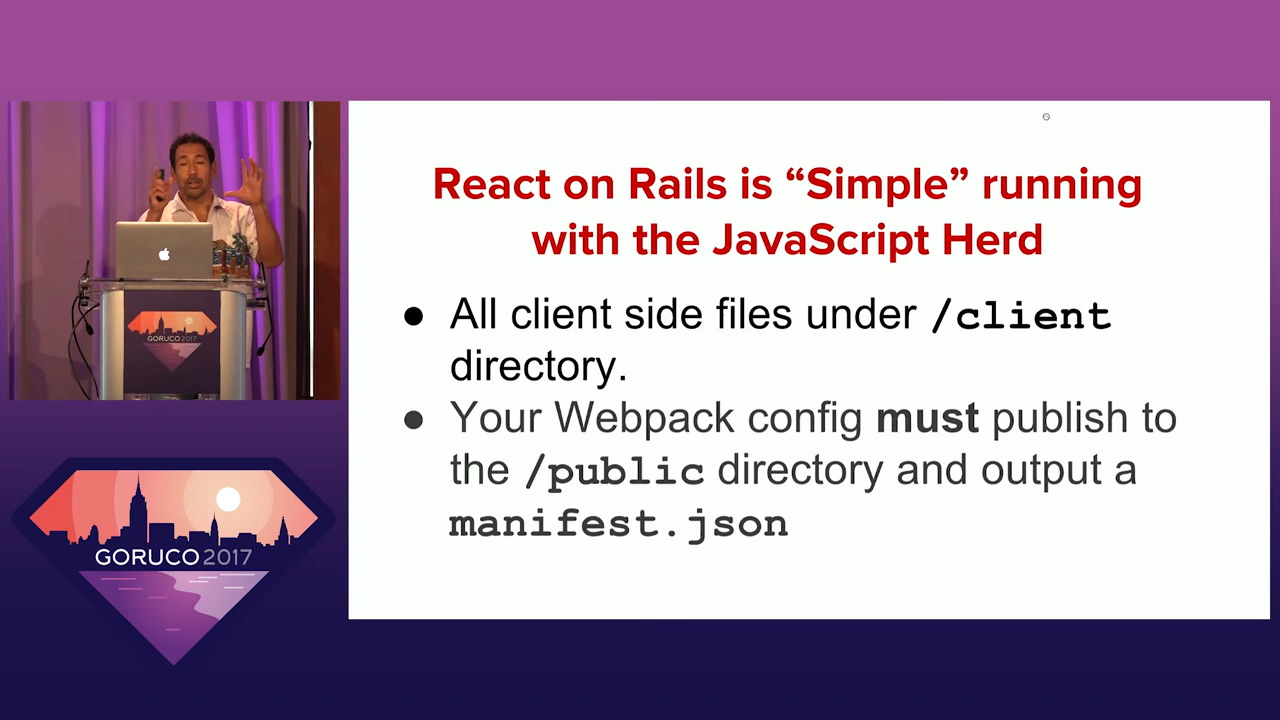 React on Rails is “Simple” running
with the JavaScript Herd
● All client side files under /client
directory.
● Your Webpack config must publish to
the /public directory and output a
manifest.json
GORUCO 2017
GORUCO 2017